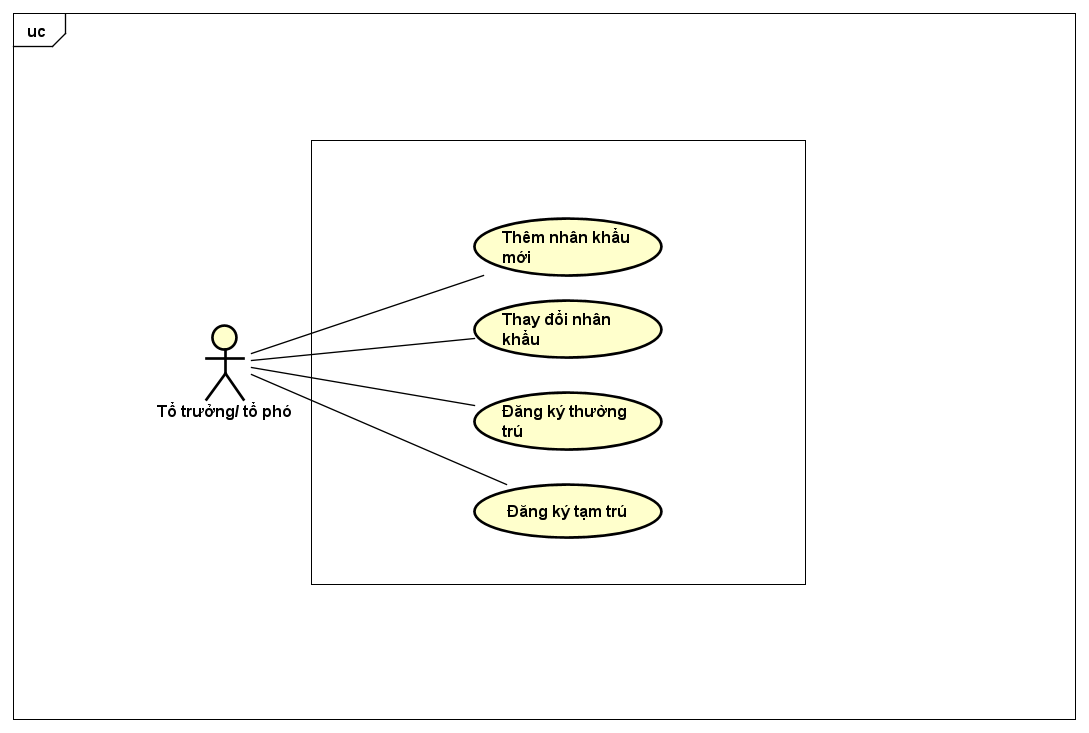 uc
Thêm nhân khẩu
mới
Thay đổi nhân
khẩu
Tổ trưởng/ tổ phó
Đăng ký thường
trú
Đăng ký tạm trú